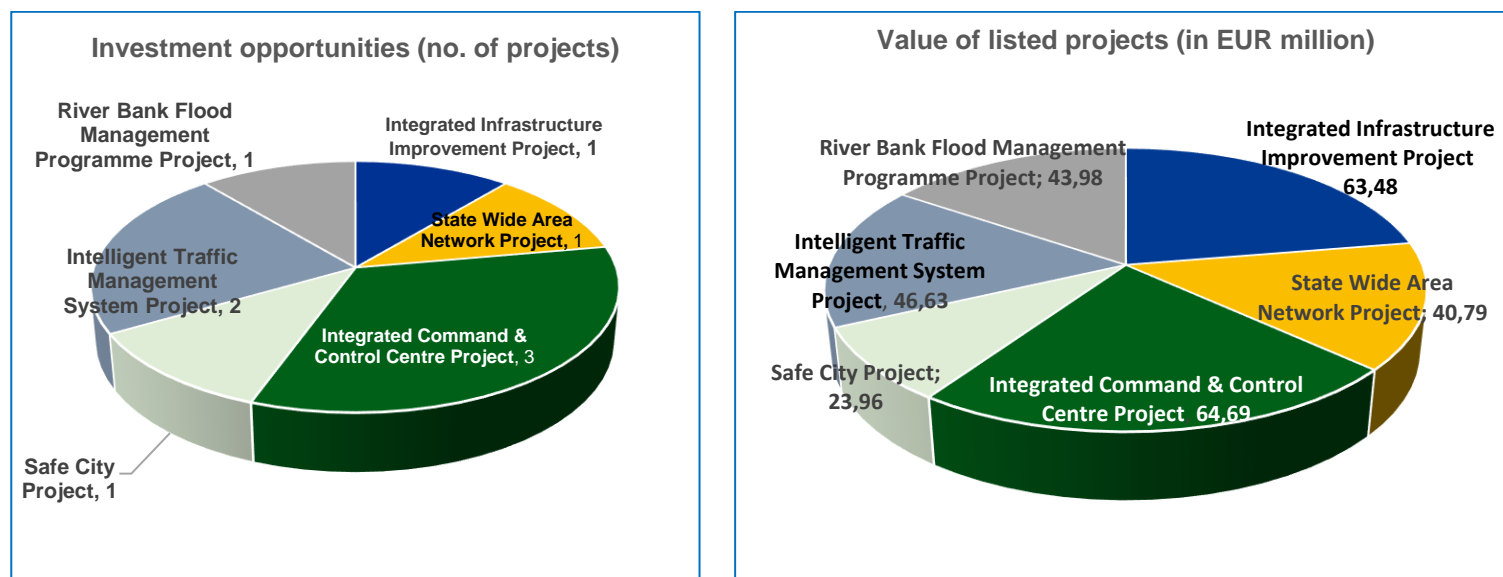 Investment opportunities (no. of projects)
River Bank Flood
Management
Programme Project, 1
Integrated Infrastructure
Improvement Project, 1
State Wide Area
Network Project, 1
Intelligent Traffic
Management
System Project, 2
Integrated Command &
Control Centre Project, 3
Safe City
Project, 1
Value of listed projects (in EUR million)
Integrated Infrastructure
Improvement Project
63,48
River Bank Flood Management
Programme Project; 43,98
Intelligent Traffic
Management System
Project, 46,63
State Wide Area
Network Project; 40,79
Safe City Project;
23,96
Integrated Command & Control
Centre Project 64,69